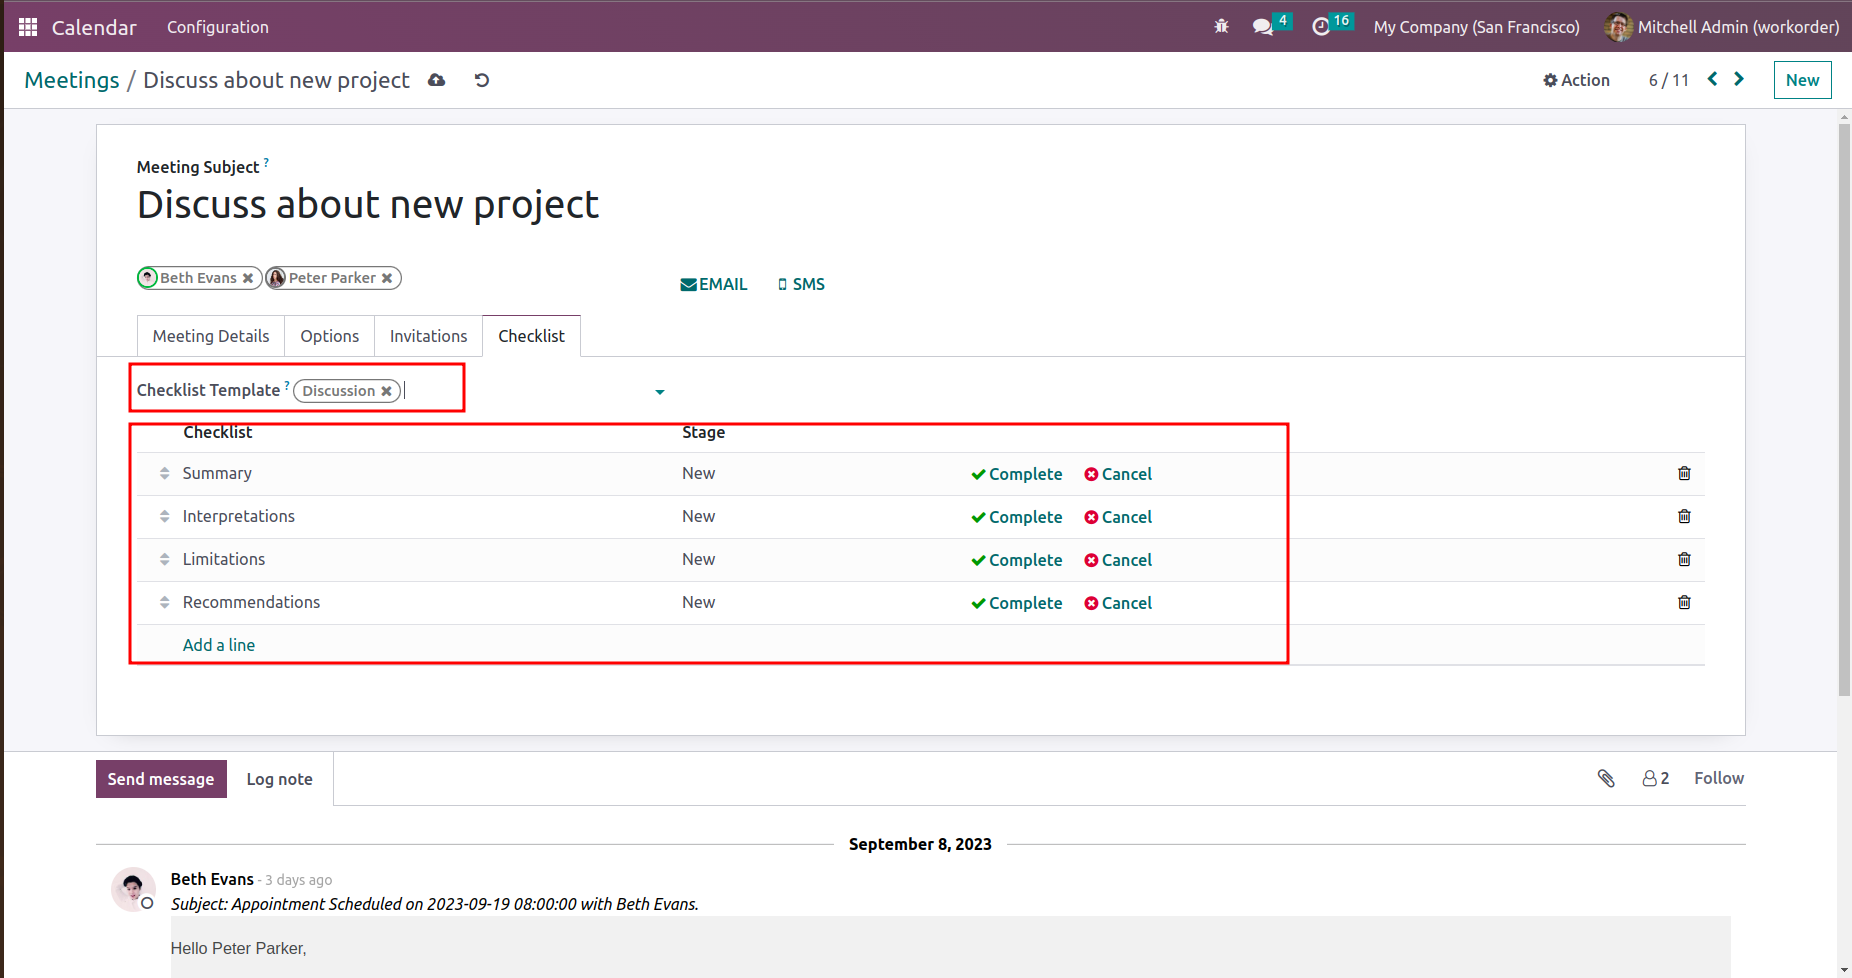 Calendar Configuration 4 16 My Company (San Francisco) Mitchell Admin (workorder)
Meetings / Discuss about new project Action 6 / 11 New
Meeting Subject ?
Discuss about new project
Beth Evans Peter Parker EMAIL SMS
Meeting Details Options Invitations Checklist
Checklist Template ? Discussion
Checklist Stage
Summary New Complete Cancel
Interpretations New Complete Cancel
Limitations New Complete Cancel
Recommendations New Complete Cancel
Add a line
Send message Log note 2 Follow
September 8, 2023
Beth Evans - 3 days ago
Subject: Appointment Scheduled on 2023-09-19 08:00:00 with Beth Evans.
Hello Peter Parker,